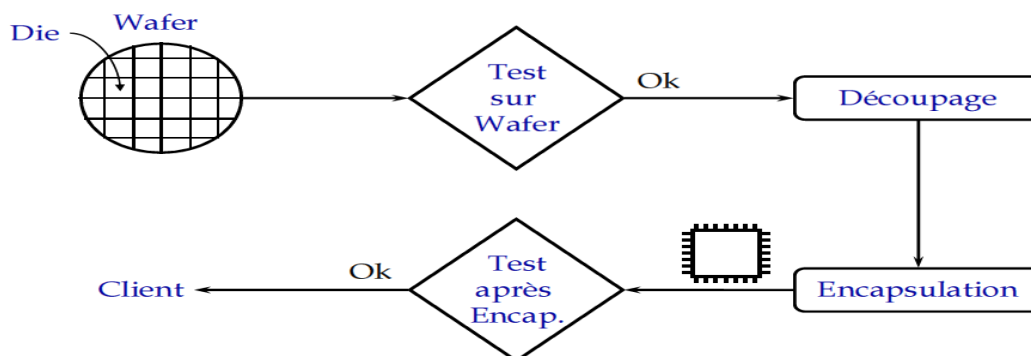 Wafer
Die
Test
sur
Wafer
Ok
Découpage
Encapsulation
Test
après
Encap.
Ok
Client